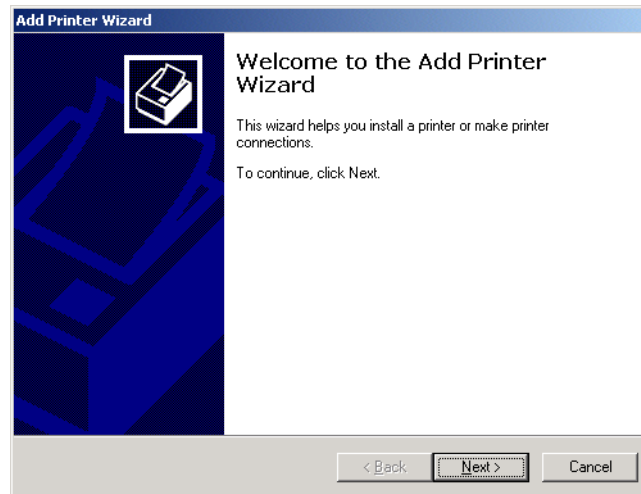 Add Printer Wizard
Welcome to the Add Printer
Wizard
This wizard helps you install a printer or make printer
connections.
To continue, click Next.
< Back Next > Cancel